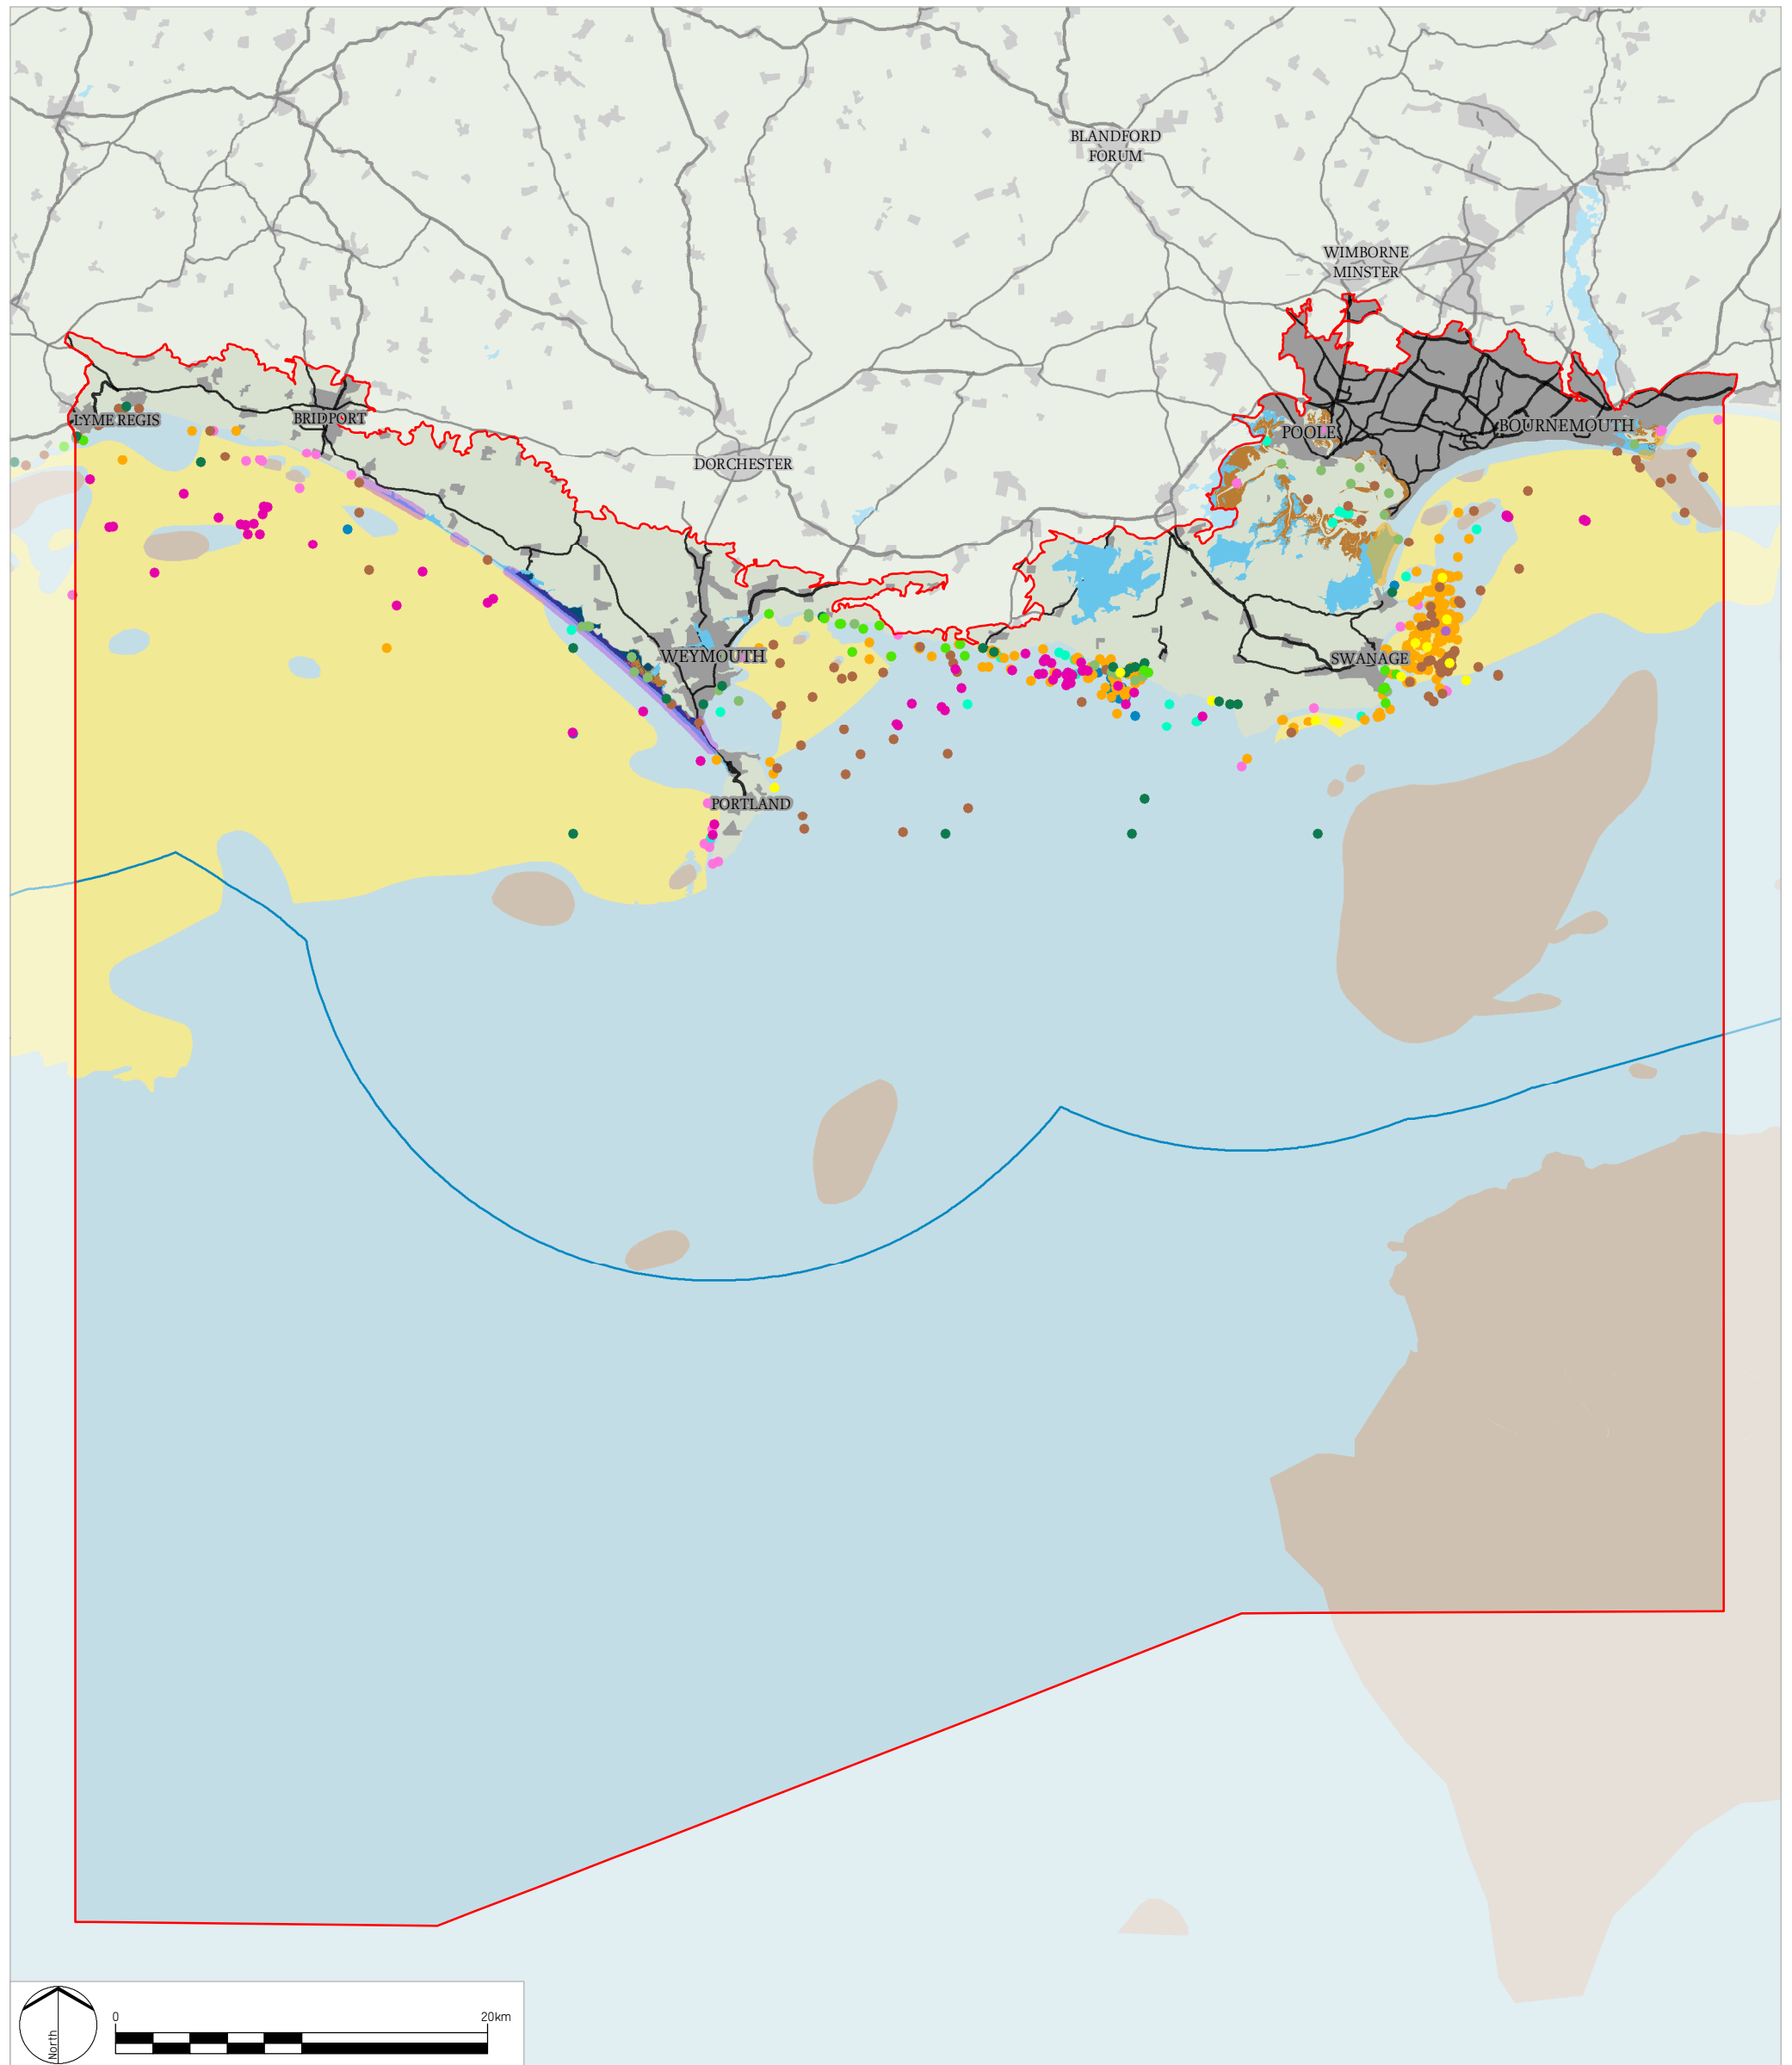 BLANDFORD
FORUM
WIMBORNE
MINSTER
LYME REGIS
BRIDPORT
POOLE
BOURNEMOUTH
DORCHESTER
WEYMOUTH
SWANAGE
PORTLAND
North
0
20km